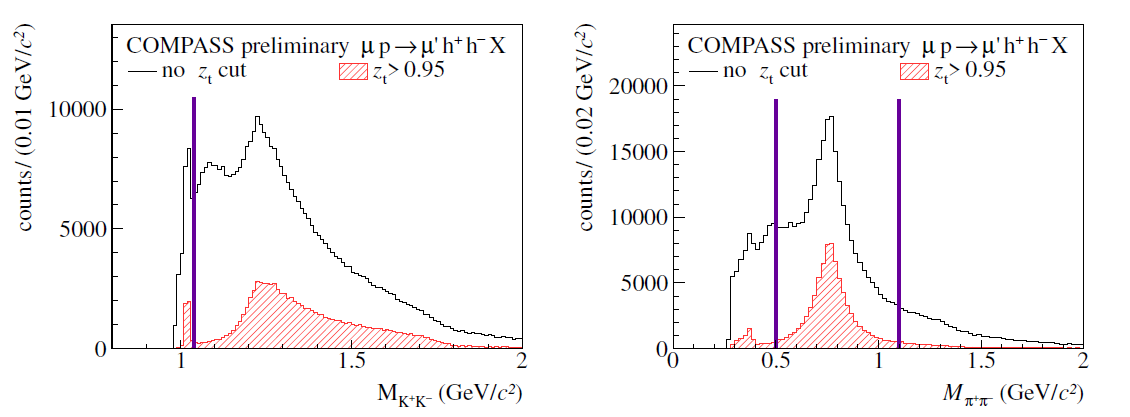 COMPASS preliminary μ p → μ' h⁺ h⁻ X
no z_t cut z_t > 0.95
counts/ (0.01 GeV/c²)
10000
5000
0
1 1.5 2
M_K⁺K⁻ (GeV/c²)
COMPASS preliminary μ p → μ' h⁺ h⁻ X
no z_t cut z_t > 0.95
counts/ (0.02 GeV/c²)
20000
15000
10000
5000
0
0 0.5 1 1.5 2
M_π⁺π⁻ (GeV/c²)